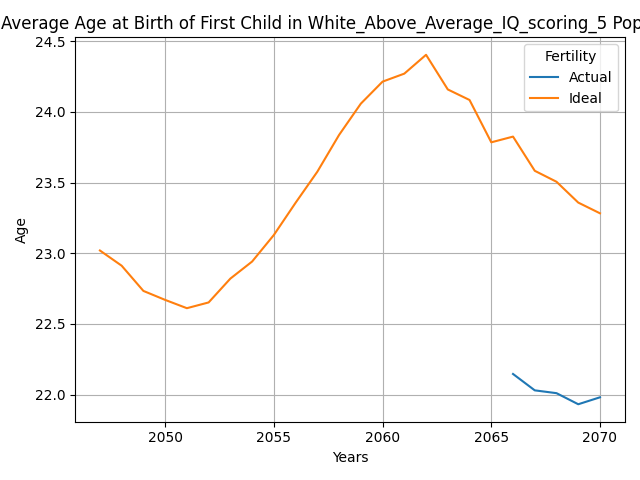 Average Age at Birth of First Child in White_Above_Average_IQ_scoring_5 Pop
24.5
24.0
23.5
23.0
22.5
22.0
Age
Fertility
Actual
Ideal
2050
2055
2060
2065
2070
Years